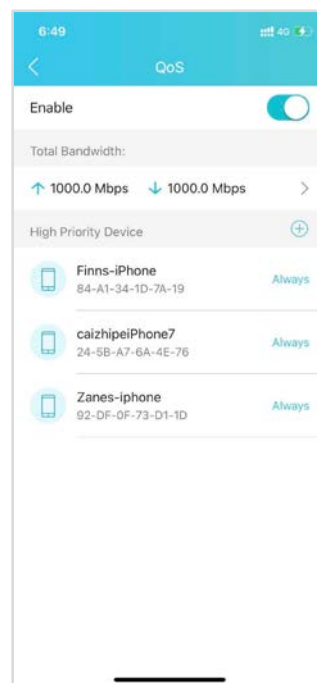 6:49
4G
QoS
Enable
Total Bandwidth:
↑ 1000.0 Mbps ↓ 1000.0 Mbps
High Priority Device
Finns-iPhone
84-A1-34-1D-7A-19
Always
caizhipeiPhone7
24-5B-A7-6A-4E-76
Always
Zanes-iphone
92-DF-0F-73-D1-1D
Always